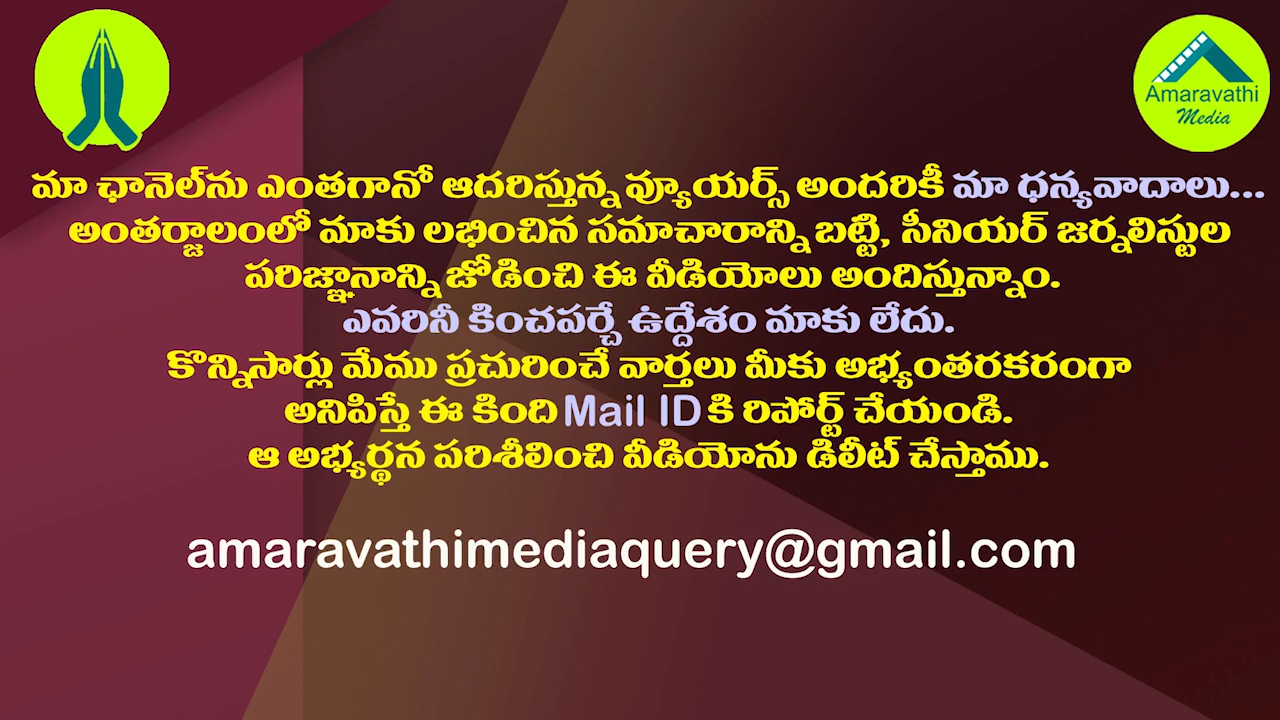 Amaravathi
Media
మా ఛానెల్‌ను ఎంతగానో ఆదరిస్తున్న వ్యూయర్స్ అందరికీ మా ధన్యవాదాలు...
అంతర్జాలంలో మాకు లభించిన సమాచారాన్ని బట్టి, సీనియర్ జర్నలిస్టుల
పరిజ్ఞానాన్ని జోడించి ఈ వీడియోలు అందిస్తున్నాం.
ఎవరినీ కించపర్చే ఉద్దేశం మాకు లేదు.
కొన్నిసార్లు మేము ప్రచురించే వార్తలు మీకు అభ్యంతరకరంగా
అనిపిస్తే ఈ కింది Mail ID కి రిపోర్ట్ చేయండి.
ఆ అభ్యర్థన పరిశీలించి వీడియోను డిలీట్ చేస్తాము.
amaravathimediaquery@gmail.com